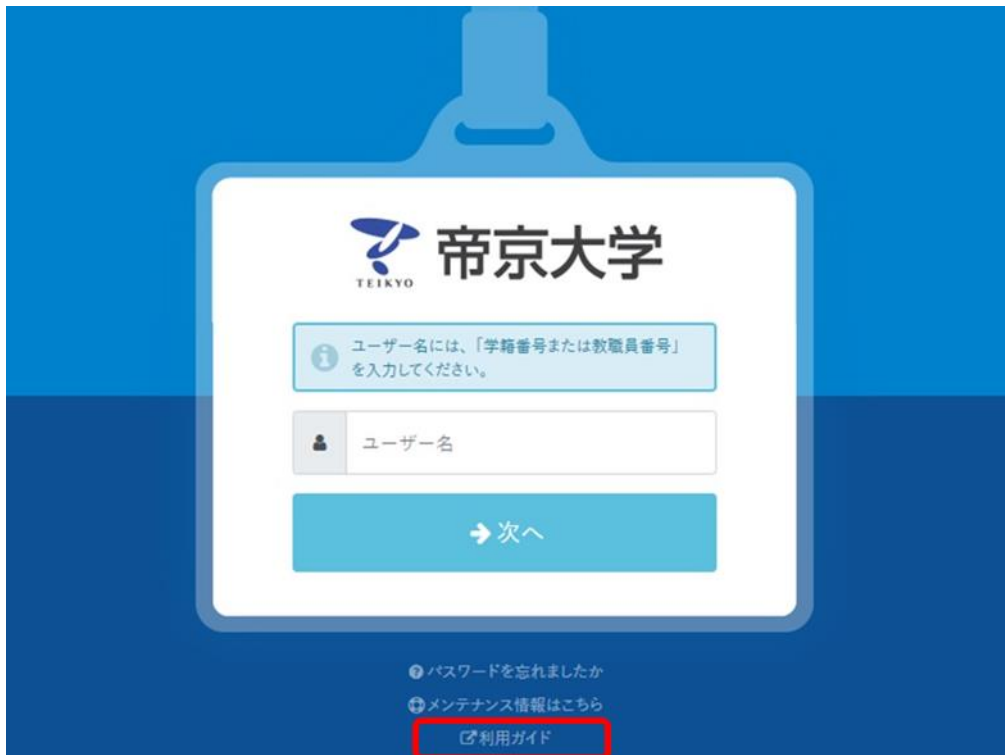 帝京大学
TEIKYO
ユーザー名には、「学籍番号または教職員番号」
を入力してください。
ユーザー名
次へ
パスワードを忘れましたか
メンテナンス情報はこちら
利用ガイド